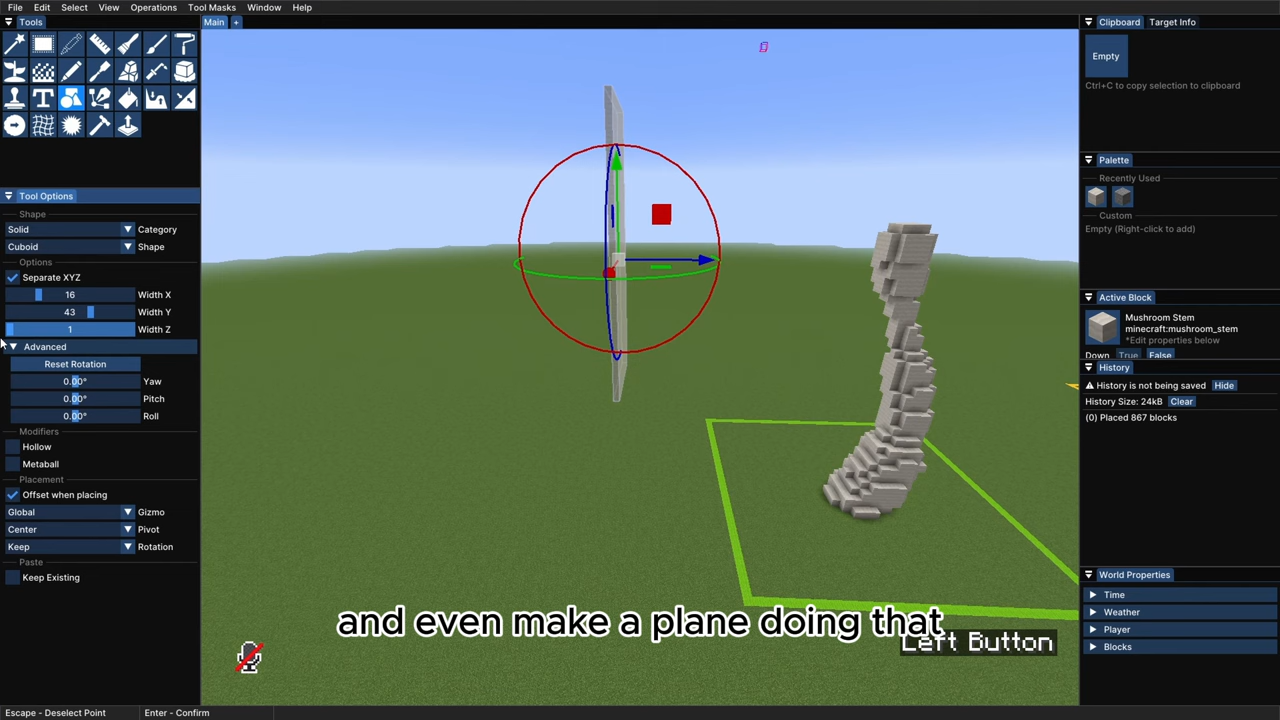 File Edit Select View Operations Tool Masks Window Help
Tools
Main +
Tool Options
Shape
Solid Category
Cuboid Shape
Options
Separate XYZ
16 Width X
43 Width Y
1 Width Z
Advanced
Reset Rotation
0.00° Yaw
0.00° Pitch
0.00° Roll
Modifiers
Hollow
Metaball
Placement
Offset when placing
Global Gizmo
Center Pivot
Keep Rotation
Paste
Keep Existing
and even make a plane doing that
Left Button
Escape - Deselect Point Enter - Confirm
Clipboard Target Info
Empty
Ctrl+C to copy selection to clipboard
Palette
Recently Used
Custom
Empty (Right-click to add)
Active Block
Mushroom Stem
minecraft:mushroom_stem
*Edit properties below
Down True False
History
History is not being saved Hide
History Size: 24kB Clear
(0) Placed 867 blocks
World Properties
Time
Weather
Player
Blocks